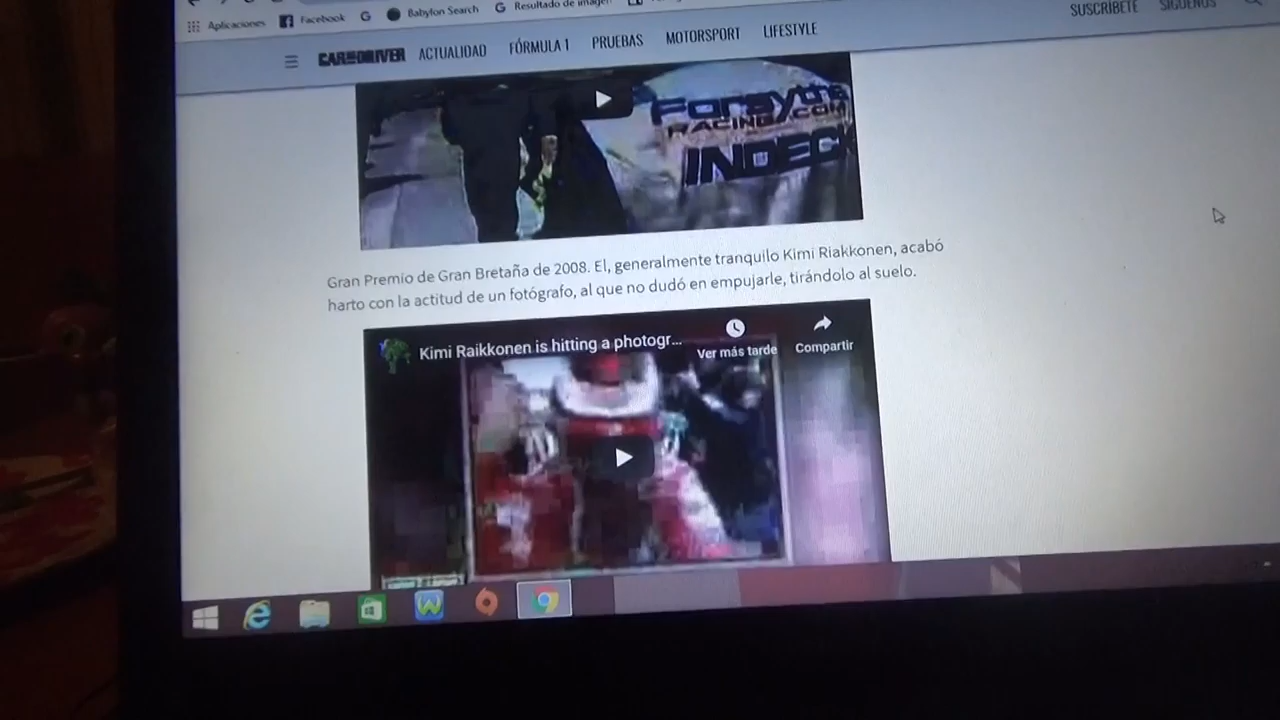 Aplicaciones Facebook Babylon Search Resultado de imagen
SUSCRÍBETE SÍGUENOS
CAR and DRIVER ACTUALIDAD FÓRMULA 1 PRUEBAS MOTORSPORT LIFESTYLE
Forsythe
RACING.COM
INDECK
Gran Premio de Gran Bretaña de 2008. El, generalmente tranquilo Kimi Riakkonen, acabó
harto con la actitud de un fotógrafo, al que no dudó en empujarle, tirándolo al suelo.
Kimi Raikkonen is hitting a photogr...
Ver más tarde Compartir